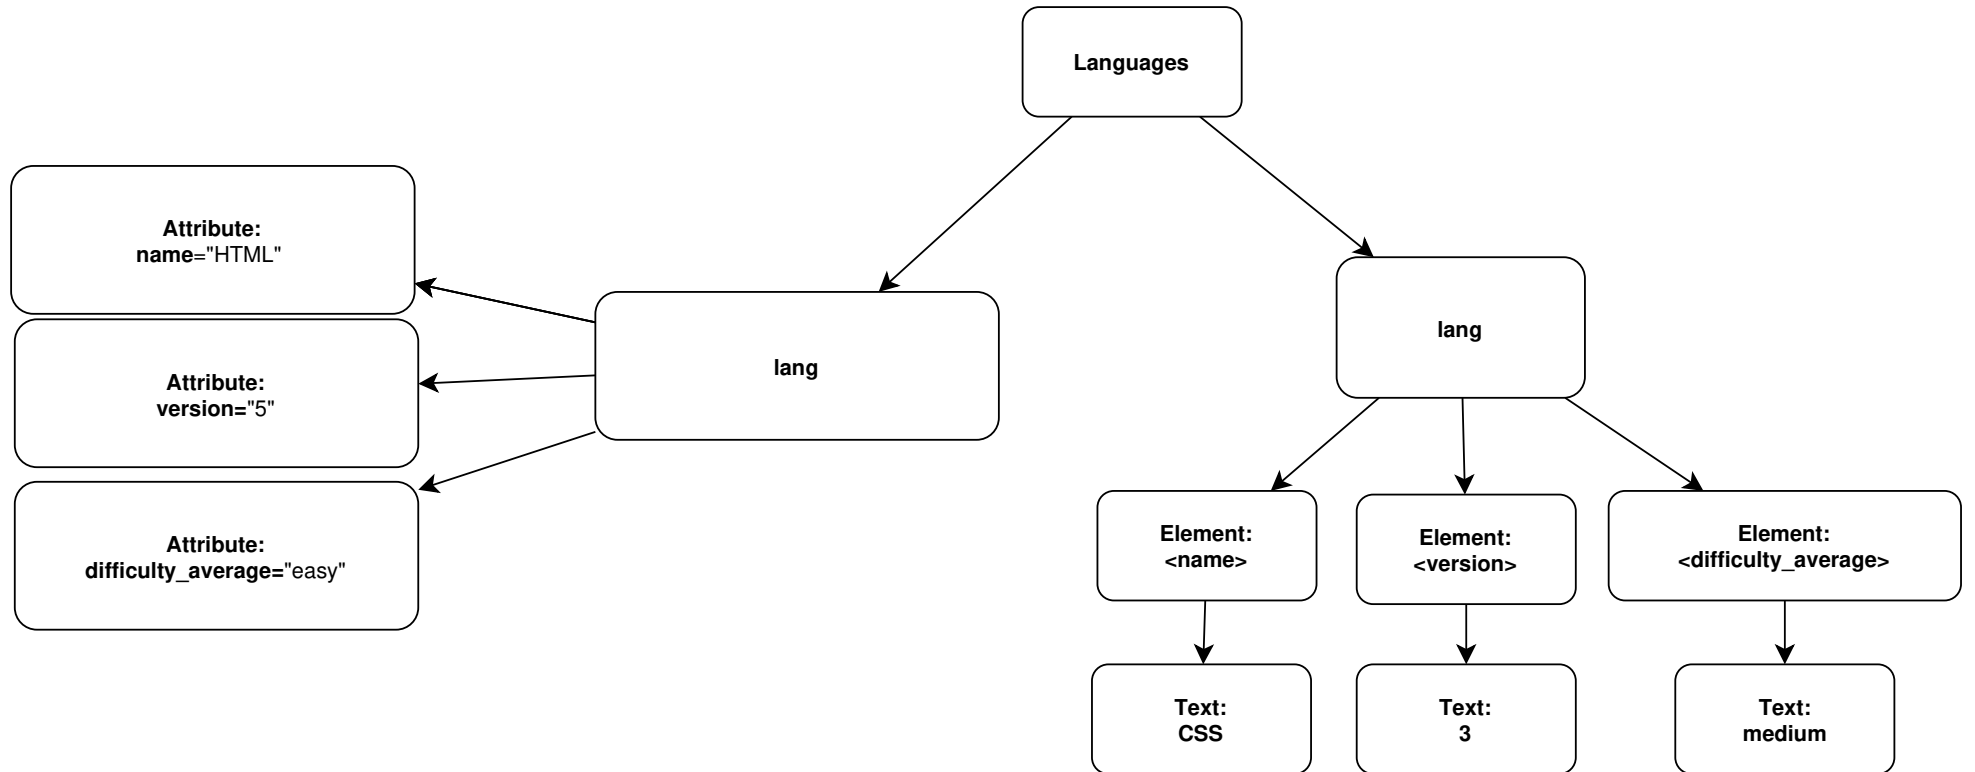 Languages
Attribute:
name="HTML"
Attribute:
version="5"
Attribute:
difficulty_average="easy"
lang
lang
Element:
<name>
Element:
<version>
Element:
<difficulty_average>
Text:
CSS
Text:
3
Text:
medium